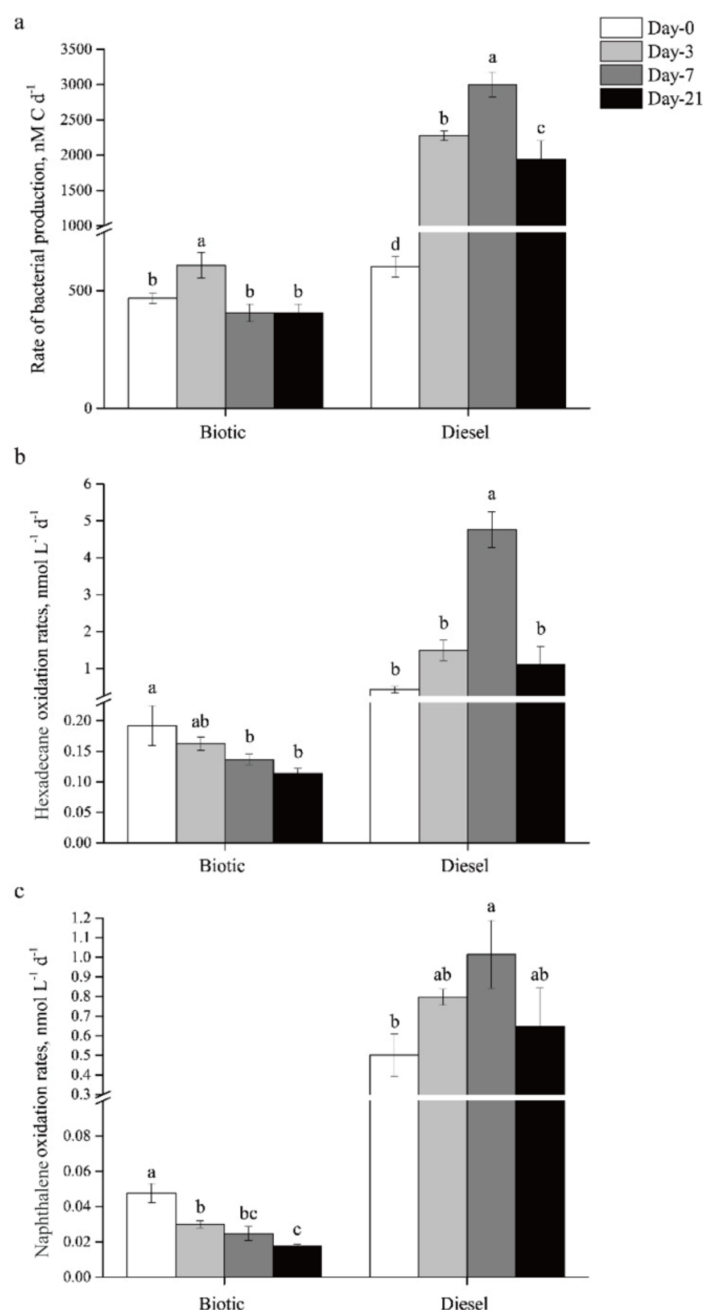 a
Day-0
Day-3
Day-7
Day-21
Rate of bacterial production, nM C d⁻¹
3500
3000
2500
2000
1500
1000
500
0
b
a
b
b
d
b
a
c
Biotic
Diesel
b
Hexadecane oxidation rates, nmol L⁻¹ d⁻¹
6
5
4
3
2
1
0.20
0.15
0.10
0.05
0.00
a
ab
b
b
b
b
a
b
Biotic
Diesel
c
Naphthalene oxidation rates, nmol L⁻¹ d⁻¹
1.2
1.1
1.0
0.9
0.8
0.7
0.6
0.5
0.4
0.3
0.08
0.06
0.04
0.02
0.00
a
b
bc
c
b
ab
a
ab
Biotic
Diesel